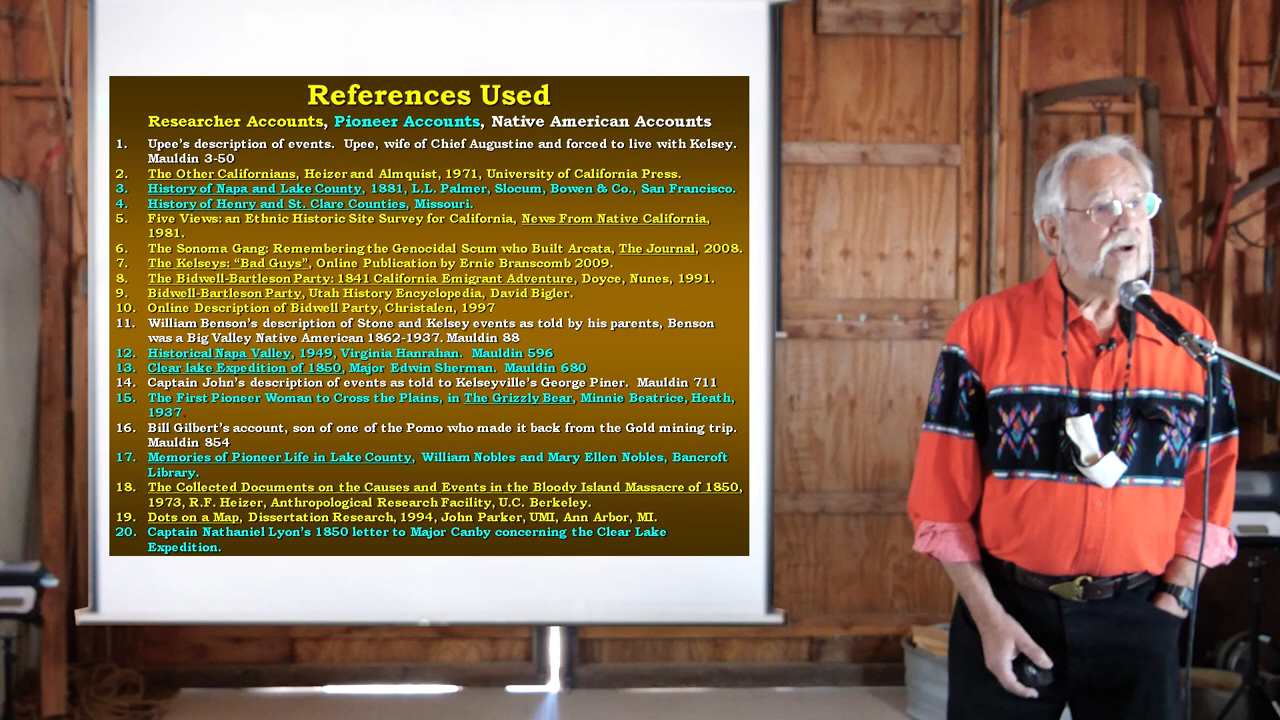 References Used
Researcher Accounts, Pioneer Accounts, Native American Accounts
1. Upee's description of events. Upee, wife of Chief Augustine and forced to live with Kelsey.
Mauldin 3-50
2. The Other Californians, Heizer and Almquist, 1971, University of California Press.
3. History of Napa and Lake County, 1881, L.L. Palmer, Slocum, Bowen & Co., San Francisco.
4. History of Henry and St. Clare Counties, Missouri.
5. Five Views: an Ethnic Historic Site Survey for California, News From Native California,
1981.
6. The Sonoma Gang: Remembering the Genocidal Scum who Built Arcata, The Journal, 2008.
7. The Kelseys: "Bad Guys", Online Publication by Ernie Branscomb 2009.
8. The Bidwell-Bartleson Party: 1841 California Emigrant Adventure, Doyce, Nunes, 1991.
9. Bidwell-Bartleson Party, Utah History Encyclopedia, David Bigler.
10. Online Description of Bidwell Party, Christalen, 1997
11. William Benson's description of Stone and Kelsey events as told by his parents, Benson
was a Big Valley Native American 1862-1937. Mauldin 88
12. Historical Napa Valley, 1949, Virginia Hanrahan. Mauldin 596
13. Clear lake Expedition of 1850, Major Edwin Sherman. Mauldin 680
14. Captain John's description of events as told to Kelseyville's George Piner. Mauldin 711
15. The First Pioneer Woman to Cross the Plains, in The Grizzly Bear, Minnie Beatrice, Heath,
1937.
16. Bill Gilbert's account, son of one of the Pomo who made it back from the Gold mining trip.
Mauldin 854
17. Memories of Pioneer Life in Lake County, William Nobles and Mary Ellen Nobles, Bancroft
Library.
18. The Collected Documents on the Causes and Events in the Bloody Island Massacre of 1850,
1973, R.F. Heizer, Anthropological Research Facility, U.C. Berkeley.
19. Dots on a Map, Dissertation Research, 1994, John Parker, UMI, Ann Arbor, MI.
20. Captain Nathaniel Lyon's 1850 letter to Major Canby concerning the Clear Lake
Expedition.